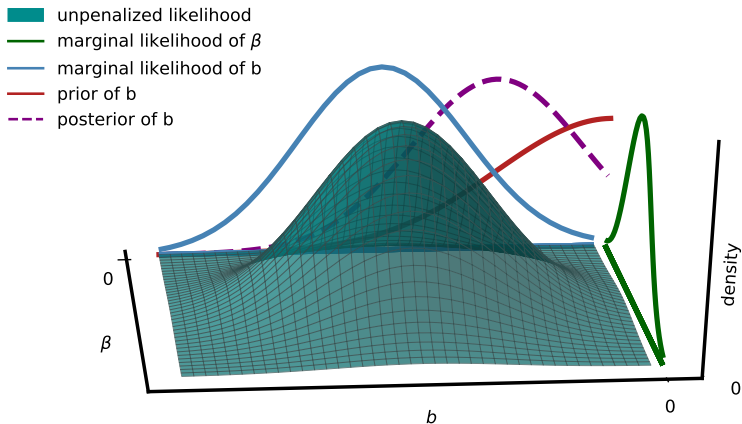 unpenalized likelihood
marginal likelihood of β
marginal likelihood of b
prior of b
posterior of b
0
β
b
0
0
density